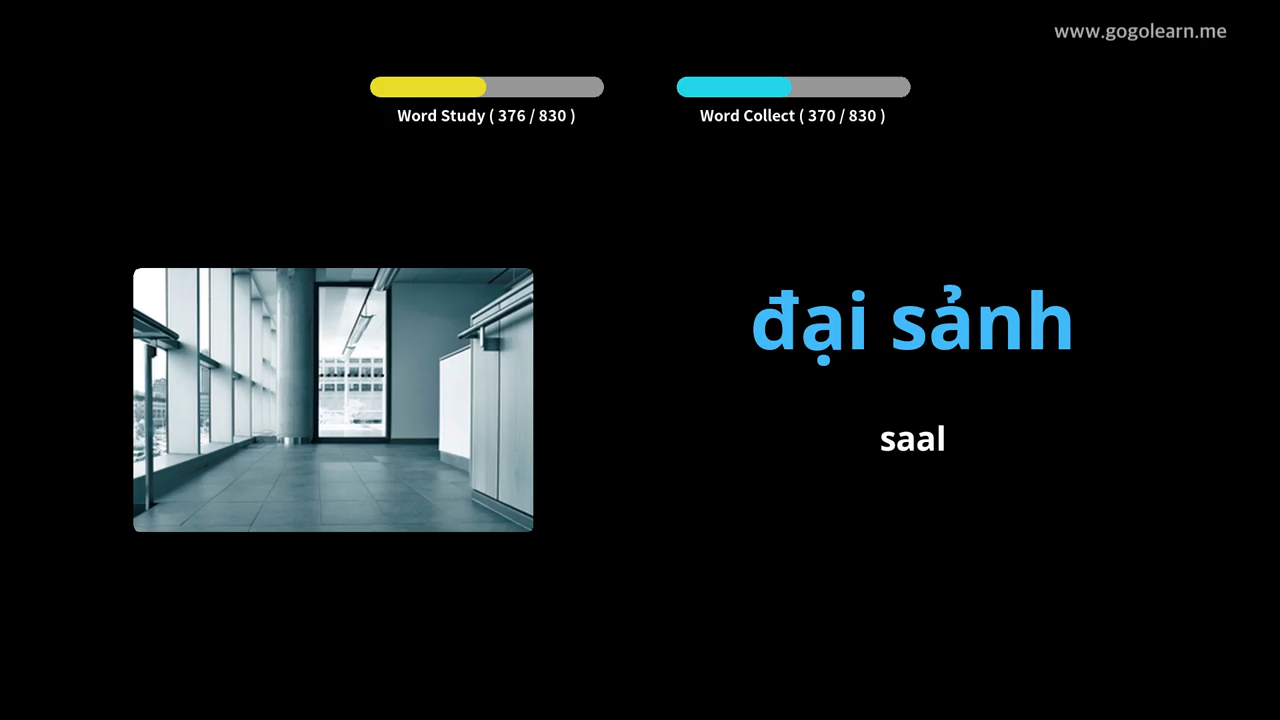 www.gogolearn.me
Word Study ( 376 / 830 )
Word Collect ( 370 / 830 )
đại sảnh
saal